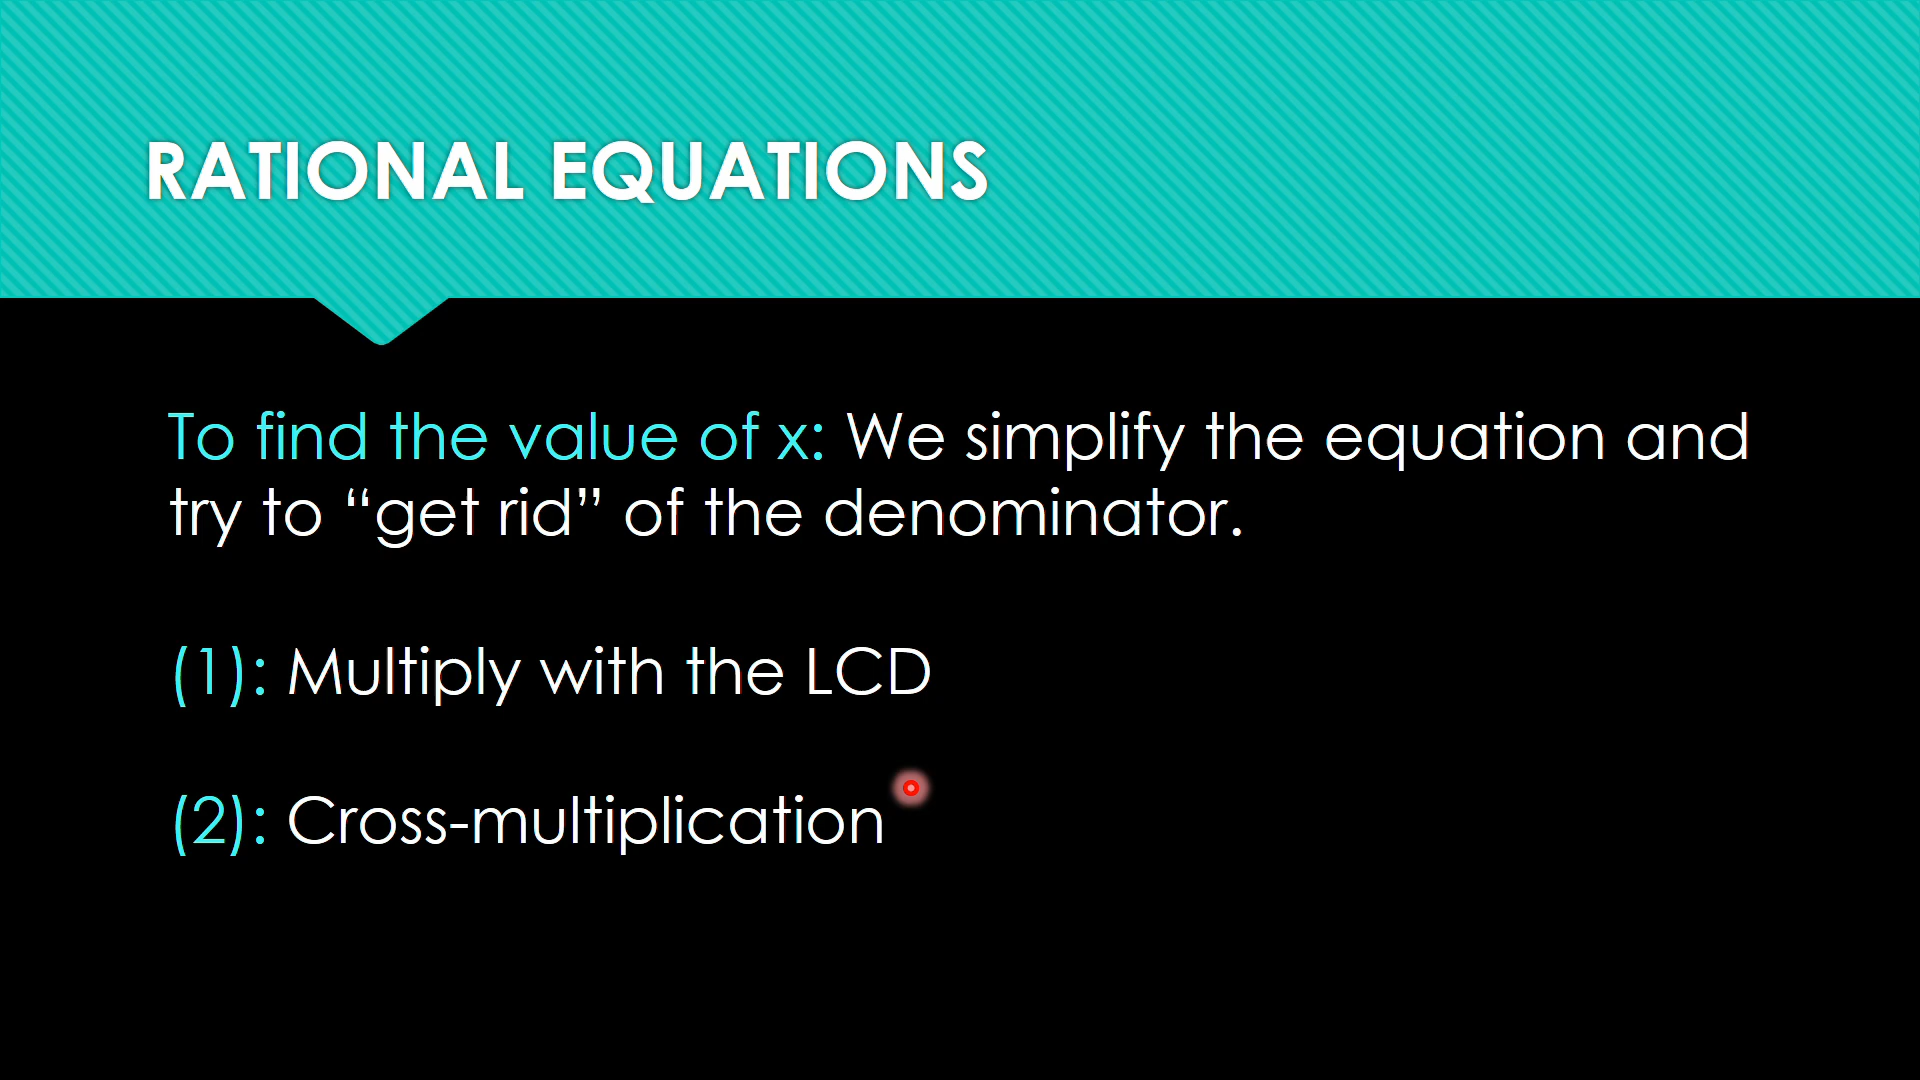 RATIONAL EQUATIONS
To find the value of x: We simplify the equation and
try to “get rid” of the denominator.
(1): Multiply with the LCD
(2): Cross-multiplication